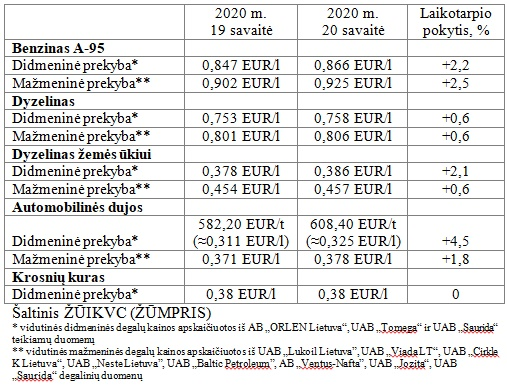 2020 m. 2020 m. Laikotarpio
19 savaitė 20 savaitė pokytis, %
Benzinas A-95
Didmeninė prekyba* 0,847 EUR/l 0,866 EUR/l +2,2
Mažmeninė prekyba** 0,902 EUR/l 0,925 EUR/l +2,5
Dyzelinas
Didmeninė prekyba* 0,753 EUR/l 0,758 EUR/l +0,6
Mažmeninė prekyba** 0,801 EUR/l 0,806 EUR/l +0,6
Dyzelinas žemės ūkiui
Didmeninė prekyba* 0,378 EUR/l 0,386 EUR/l +2,1
Mažmeninė prekyba** 0,454 EUR/l 0,457 EUR/l +0,6
Automobilinės dujos
582,20 EUR/t 608,40 EUR/t
Didmeninė prekyba* (≈0,311 EUR/l) (≈0,325 EUR/l) +4,5
Mažmeninė prekyba** 0,371 EUR/l 0,378 EUR/l +1,8
Krosnių kuras
Didmeninė prekyba* 0,38 EUR/l 0,38 EUR/l 0
Šaltinis ŽŪIKVC (ŽŪMPRIS)
* vidutinės didmeninės degalų kainos apskaičiuotos iš AB „ORLEN Lietuva“, UAB „Tomega“ ir UAB „Saurida“
teikiamų duomenų
** vidutinės mažmeninės degalų kainos apskaičiuotos iš UAB „Lukoil Lietuva“, UAB „Viada LT“, UAB „Cirkle
K Lietuva“, UAB „Neste Lietuva“, UAB „Baltic Petroleum“, AB „Ventus-Nafta“, UAB „Jozita“, UAB
„Saurida“ degalinių duomenų